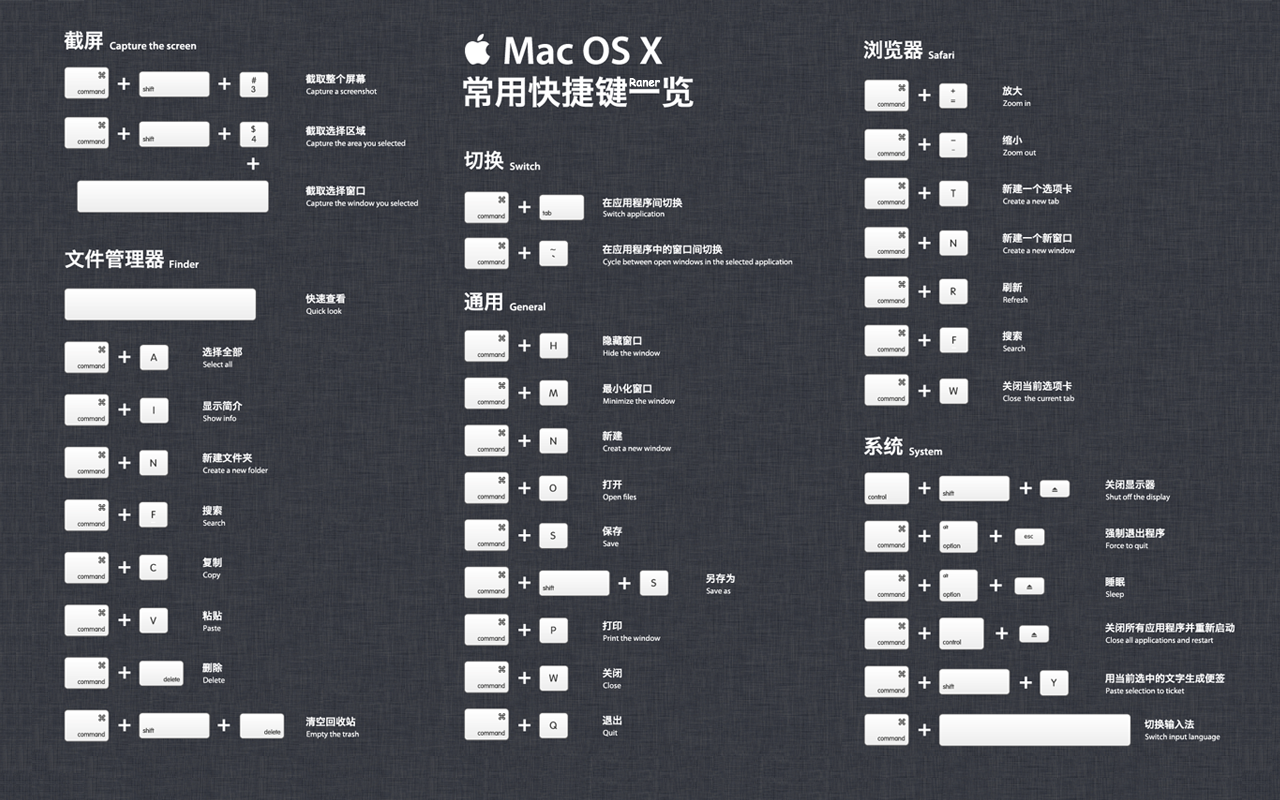 截屏 Capture the screen
⌘ command + shift + # 3 截取整个屏幕
Capture a screenshot
⌘ command + shift + $ 4 截取选择区域
Capture the area you selected
+
截取选择窗口
Capture the window you selected
文件管理器 Finder
快速查看
Quick look
⌘ command + A 选择全部
Select all
⌘ command + I 显示简介
Show info
⌘ command + N 新建文件夹
Create a new folder
⌘ command + F 搜索
Search
⌘ command + C 复制
Copy
⌘ command + V 粘贴
Paste
⌘ command + delete 删除
Delete
⌘ command + shift + delete 清空回收站
Empty the trash
Mac OS X
常用快捷键一览
Raner
切换 Switch
⌘ command + tab 在应用程序间切换
Switch application
⌘ command + ~ ` 在应用程序中的窗口间切换
Cycle between open windows in the selected application
通用 General
⌘ command + H 隐藏窗口
Hide the window
⌘ command + M 最小化窗口
Minimize the window
⌘ command + N 新建
Creat a new window
⌘ command + O 打开
Open files
⌘ command + S 保存
Save
⌘ command + shift + S 另存为
Save as
⌘ command + P 打印
Print the window
⌘ command + W 关闭
Close
⌘ command + Q 退出
Quit
浏览器 Safari
⌘ command + + = 放大
Zoom in
⌘ command + – - 缩小
Zoom out
⌘ command + T 新建一个选项卡
Create a new tab
⌘ command + N 新建一个新窗口
Create a new window
⌘ command + R 刷新
Refresh
⌘ command + F 搜索
Search
⌘ command + W 关闭当前选项卡
Close the current tab
系统 System
control + shift + ⏏ 关闭显示器
Shut off the display
⌘ command + alt option + esc 强制退出程序
Force to quit
⌘ command + alt option + ⏏ 睡眠
Sleep
⌘ command + control + ⏏ 关闭所有应用程序并重新启动
Close all applications and restart
⌘ command + shift + Y 用当前选中的文字生成便签
Paste selection to ticket
⌘ command + 切换输入法
Switch input language